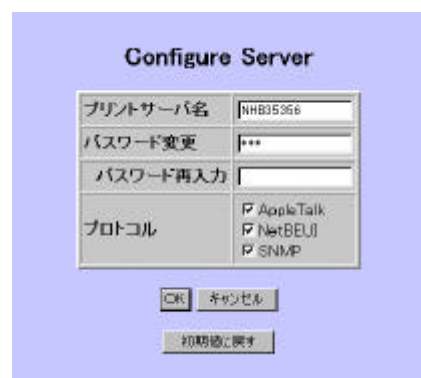 Configure Server
プリントサーバ名 NHB35356
パスワード変更 ***
パスワード再入力
プロトコル
AppleTalk
NetBEUI
SNMP
OK キャンセル
初期値に戻す